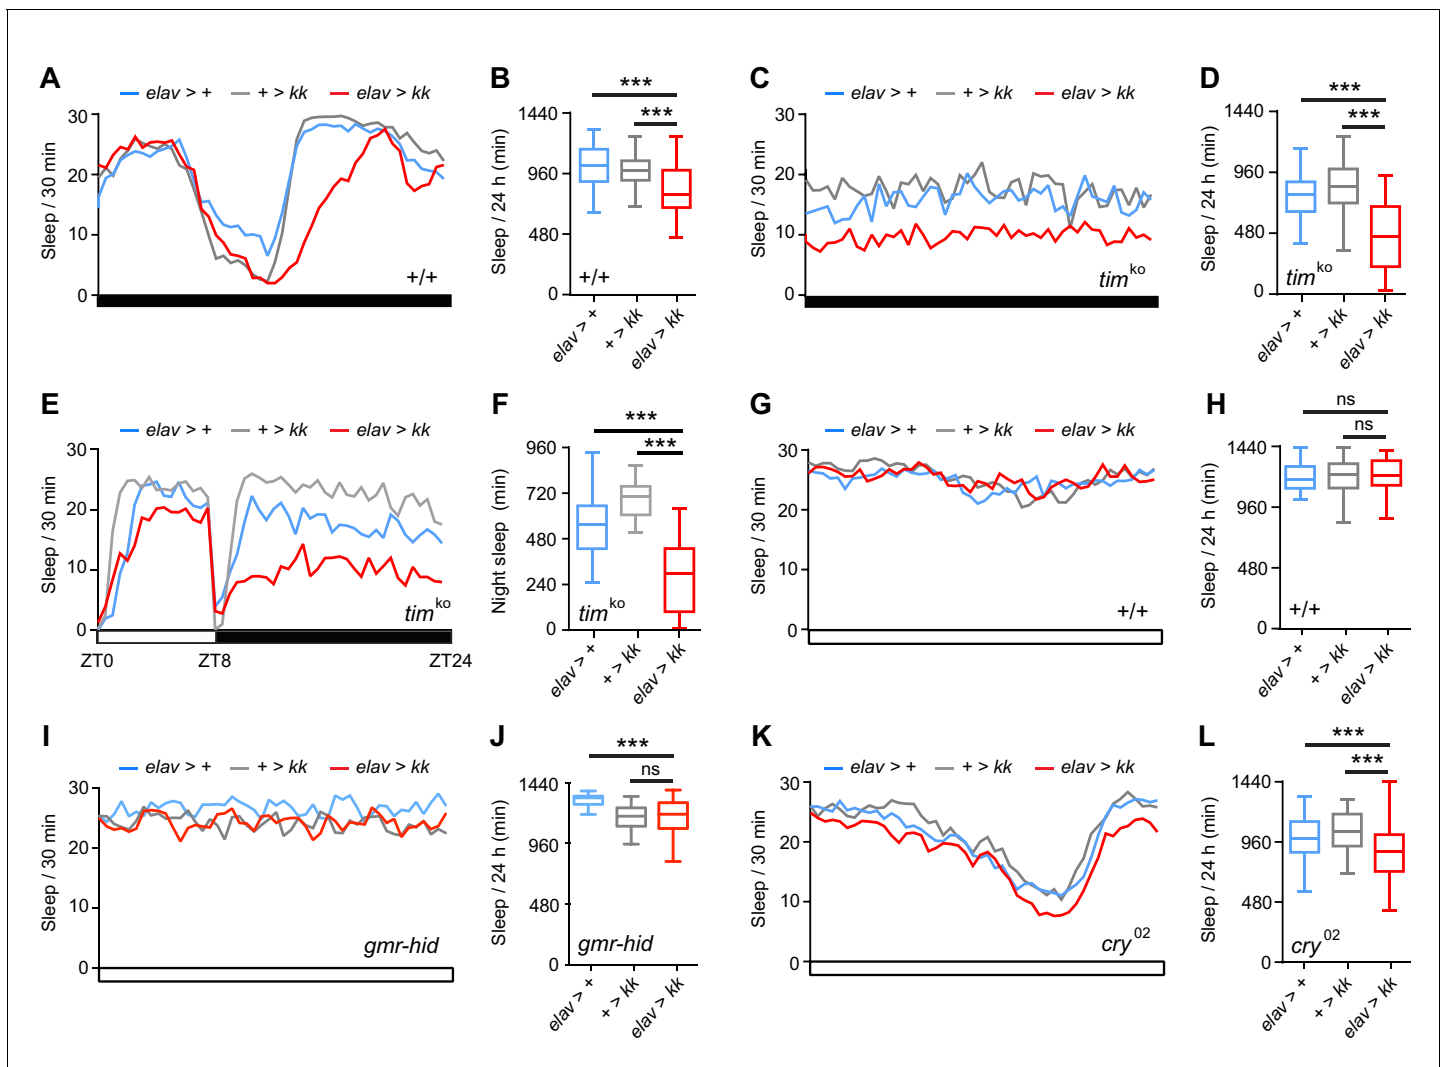 A
elav > + + > kk elav > kk
Sleep / 30 min
30
20
10
0
+/+
B
***
***
Sleep / 24 h (min)
1440
960
480
0
+/+
elav > +
+ > kk
elav > kk
C
elav > + + > kk elav > kk
Sleep / 30 min
30
20
10
0
tim^ko
D
***
***
Sleep / 24 h (min)
1440
960
480
0
tim^ko
elav > +
+ > kk
elav > kk
E
elav > + + > kk elav > kk
Sleep / 30 min
30
20
10
0
tim^ko
ZT0 ZT8 ZT24
F
***
***
Night sleep (min)
960
720
480
240
0
tim^ko
elav > +
+ > kk
elav > kk
G
elav > + + > kk elav > kk
Sleep / 30 min
30
20
10
0
+/+
H
ns
ns
Sleep / 24 h (min)
1440
960
480
0
+/+
elav > +
+ > kk
elav > kk
I
elav > + + > kk elav > kk
Sleep / 30 min
30
20
10
0
gmr-hid
J
***
ns
Sleep / 24 h (min)
1440
960
480
0
gmr-hid
elav > +
+ > kk
elav > kk
K
elav > + + > kk elav > kk
Sleep / 30 min
30
20
10
0
cry^02
L
***
***
Sleep / 24 h (min)
1440
960
480
0
cry^02
elav > +
+ > kk
elav > kk